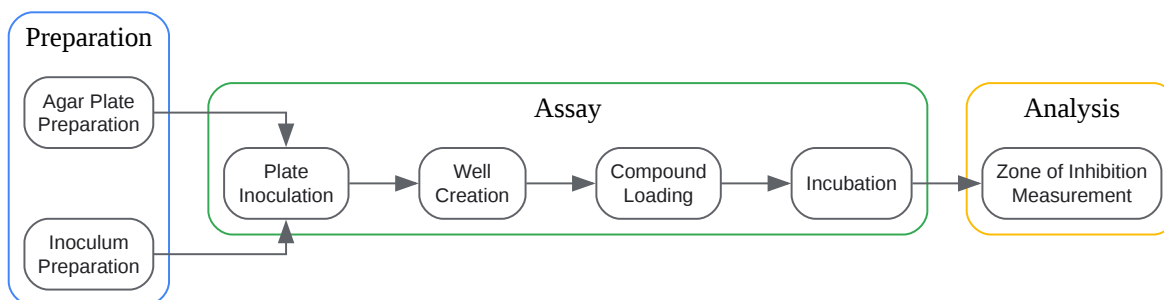 Preparation
Agar Plate
Preparation
Inoculum
Preparation
Assay
Plate
Inoculation
Well
Creation
Compound
Loading
Incubation
Analysis
Zone of Inhibition
Measurement